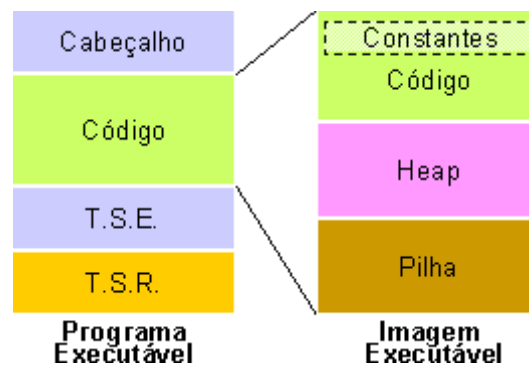 Cabeçalho
Código
T.S.E.
T.S.R.
Programa
Executável
Constantes
Código
Heap
Pilha
Imagem
Executável